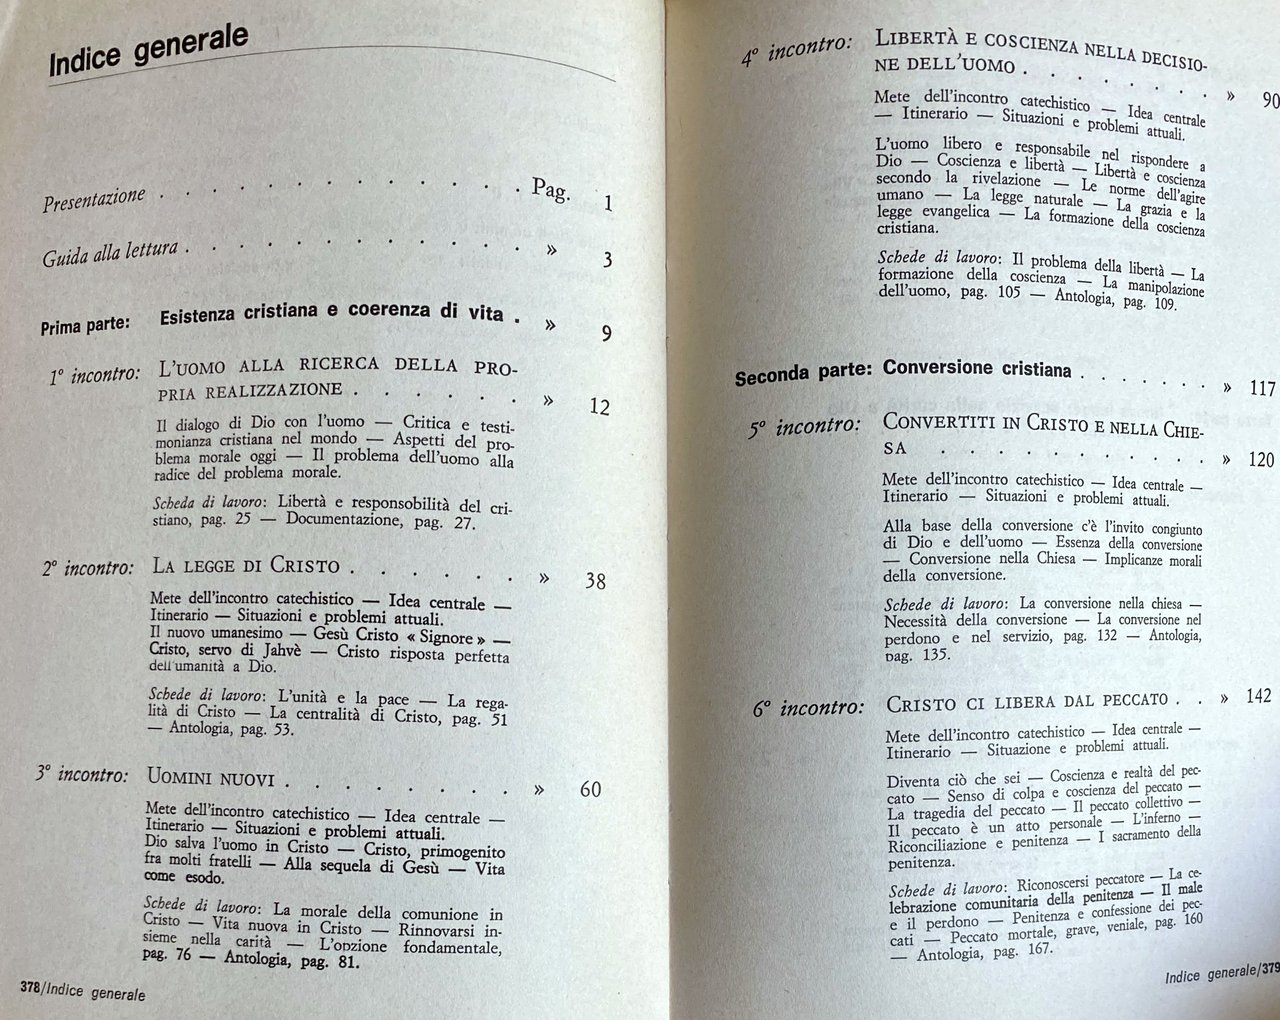 Indice generale
Presentazione . . . . . . . . . . . . . Pag. 1
Guida alla lettura . . . . . . . . . . . . . » 3
Prima parte: Esistenza cristiana e coerenza di vita . » 9
1° incontro: L'UOMO ALLA RICERCA DELLA PRO-
PRIA REALIZZAZIONE . . . . . . » 12
Il dialogo di Dio con l'uomo — Critica e testi-
monianza cristiana nel mondo — Aspetti del pro-
blema morale oggi — Il problema dell'uomo alla
radice del problema morale.
Scheda di lavoro: Libertà e responsabilità del cri-
stiano, pag. 25 — Documentazione, pag. 27.
2° incontro: LA LEGGE DI CRISTO . . . . . . » 38
Mete dell'incontro catechistico — Idea centrale —
Itinerario — Situazioni e problemi attuali.
Il nuovo umanesimo — Gesù Cristo « Signore » —
Cristo, servo di Jahvè — Cristo risposta perfetta
dell'umanità a Dio.
Schede di lavoro: L'unità e la pace — La rega-
lità di Cristo — La centralità di Cristo, pag. 51
— Antologia, pag. 53.
3° incontro: UOMINI NUOVI . . . . . . . . » 60
Mete dell'incontro catechistico — Idea centrale —
Itinerario — Situazioni e problemi attuali.
Dio salva l'uomo in Cristo — Cristo, primogenito
fra molti fratelli — Alla sequela di Gesù — Vita
come esodo.
Schede di lavoro: La morale della comunione in
Cristo — Vita nuova in Cristo — Rinnovarsi in-
sieme nella carità — L'opzione fondamentale,
pag. 76 — Antologia, pag. 81.
378/Indice generale
4° incontro: LIBERTÀ E COSCIENZA NELLA DECISIO-
NE DELL'UOMO . . . . . . . . » 90
Mete dell'incontro catechistico — Idea centrale
— Itinerario — Situazioni e problemi attuali.
L'uomo libero e responsabile nel rispondere a
Dio — Coscienza e libertà — Libertà e coscienza
secondo la rivelazione — Le norme dell'agire
umano — La legge naturale — La grazia e la
legge evangelica — La formazione della coscienza
cristiana.
Schede di lavoro: Il problema della libertà — La
formazione della coscienza — La manipolazione
dell'uomo, pag. 105 — Antologia, pag. 109.
Seconda parte: Conversione cristiana . . . . . . . » 117
5° incontro: CONVERTITI IN CRISTO E NELLA CHIE-
SA . . . . . . . . . . . » 120
Mete dell'incontro catechistico — Idea centrale —
Itinerario — Situazioni e problemi attuali.
Alla base della conversione c'è l'invito congiunto
di Dio e dell'uomo — Essenza della conversione
— Conversione nella Chiesa — Implicanze morali
della conversione.
Schede di lavoro: La conversione nella chiesa —
Necessità della conversione — La conversione nel
perdono e nel servizio, pag. 132 — Antologia,
pag. 135.
6° incontro: CRISTO CI LIBERA DAL PECCATO . . » 142
Mete dell'incontro catechistico — Idea centrale —
Itinerario — Situazione e problemi attuali.
Diventa ciò che sei — Coscienza e realtà del pec-
cato — Senso di colpa e coscienza del peccato —
La tragedia del peccato — Il peccato collettivo —
Il peccato è un atto personale — L'inferno —
Riconciliazione e penitenza — I sacramento della
penitenza.
Schede di lavoro: Riconoscersi peccatore — La ce-
lebrazione comunitaria della penitenza — Il male
e il perdono — Penitenza e confessione dei pec-
cati — Peccato mortale, grave, veniale, pag. 160
— Antologia, pag. 167.
Indice generale/379